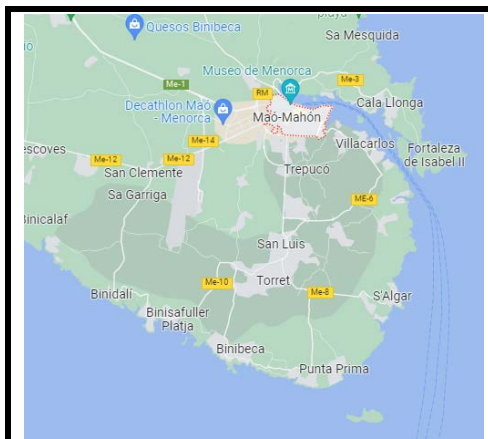 playa
Quesos Binibeca
Sa Mesquida
Museo de Menorca
Me-1
RM
Me-3
Decathlon Maó
- Menorca
Cala Llonga
Maó-Mahón
Me-14
Villacarlos
Fortaleza
de Isabel II
escoves
Me-12
Me-12
San Clemente
Trepucó
Sa Garriga
ME-6
Binicalaf
San Luis
Me-10
Torret
Me-8
Binidalí
S'Algar
Binisafuller
Platja
Binibeca
Punta Prima